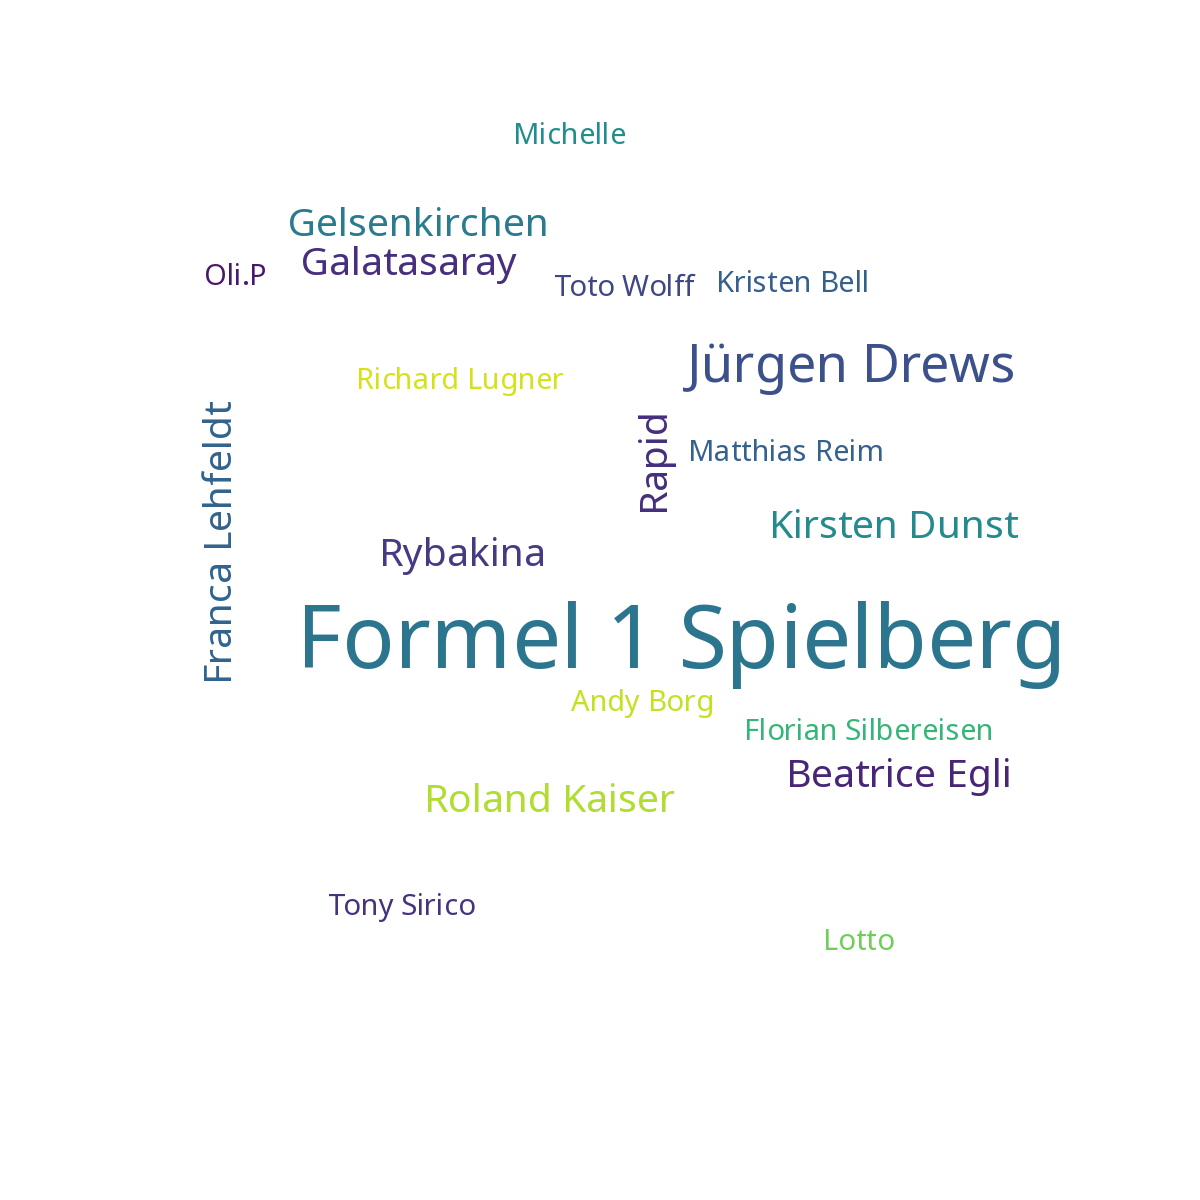 Michelle
Gelsenkirchen
Galatasaray
Oli.P
Toto Wolff
Kristen Bell
Jürgen Drews
Richard Lugner
Franca Lehfeldt
Rapid
Matthias Reim
Kirsten Dunst
Rybakina
Formel 1 Spielberg
Andy Borg
Florian Silbereisen
Beatrice Egli
Roland Kaiser
Tony Sirico
Lotto